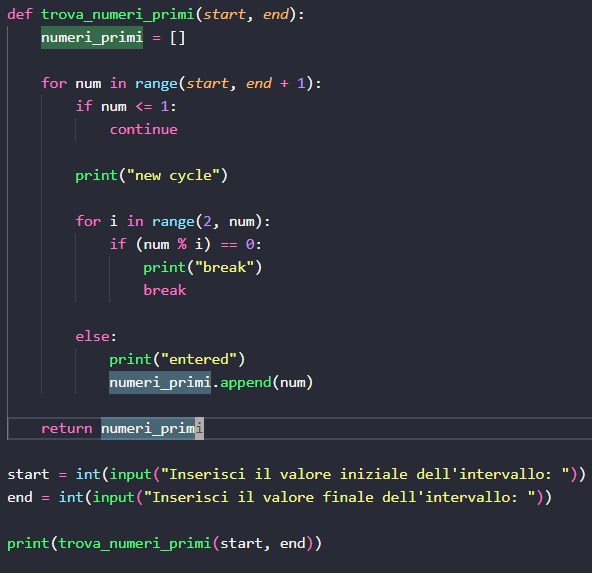 def trova_numeri_primi(start, end):
    numeri_primi = []
    for num in range(start, end + 1):
        if num <= 1:
            continue
        print("new cycle")
        for i in range(2, num):
            if (num % i) == 0:
                print("break")
                break
        else:
            print("entered")
            numeri_primi.append(num)
    return numeri_primi
start = int(input("Inserisci il valore iniziale dell'intervallo: "))
end = int(input("Inserisci il valore finale dell'intervallo: "))
print(trova_numeri_primi(start, end))